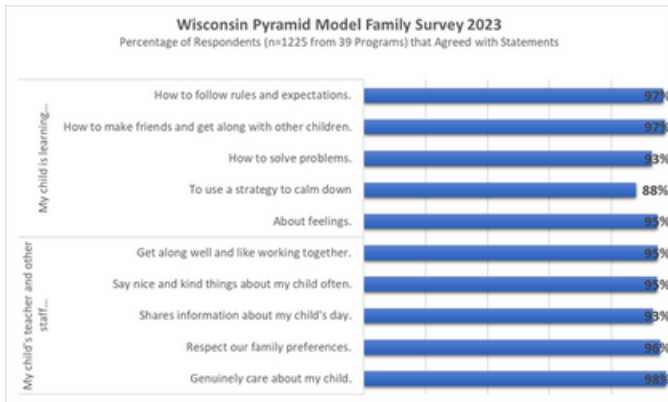 Wisconsin Pyramid Model Family Survey 2023
Percentage of Respondents (n=1225 from 39 Programs) that Agreed with Statements
My child is learning...
How to follow rules and expectations. 97%
How to make friends and get along with other children. 97%
How to solve problems. 93%
To use a strategy to calm down 88%
About feelings. 95%
My child's teacher and other
staff...
Get along well and like working together. 95%
Say nice and kind things about my child often. 95%
Shares information about my child's day. 93%
Respect our family preferences. 96%
Genuinely care about my child. 98%